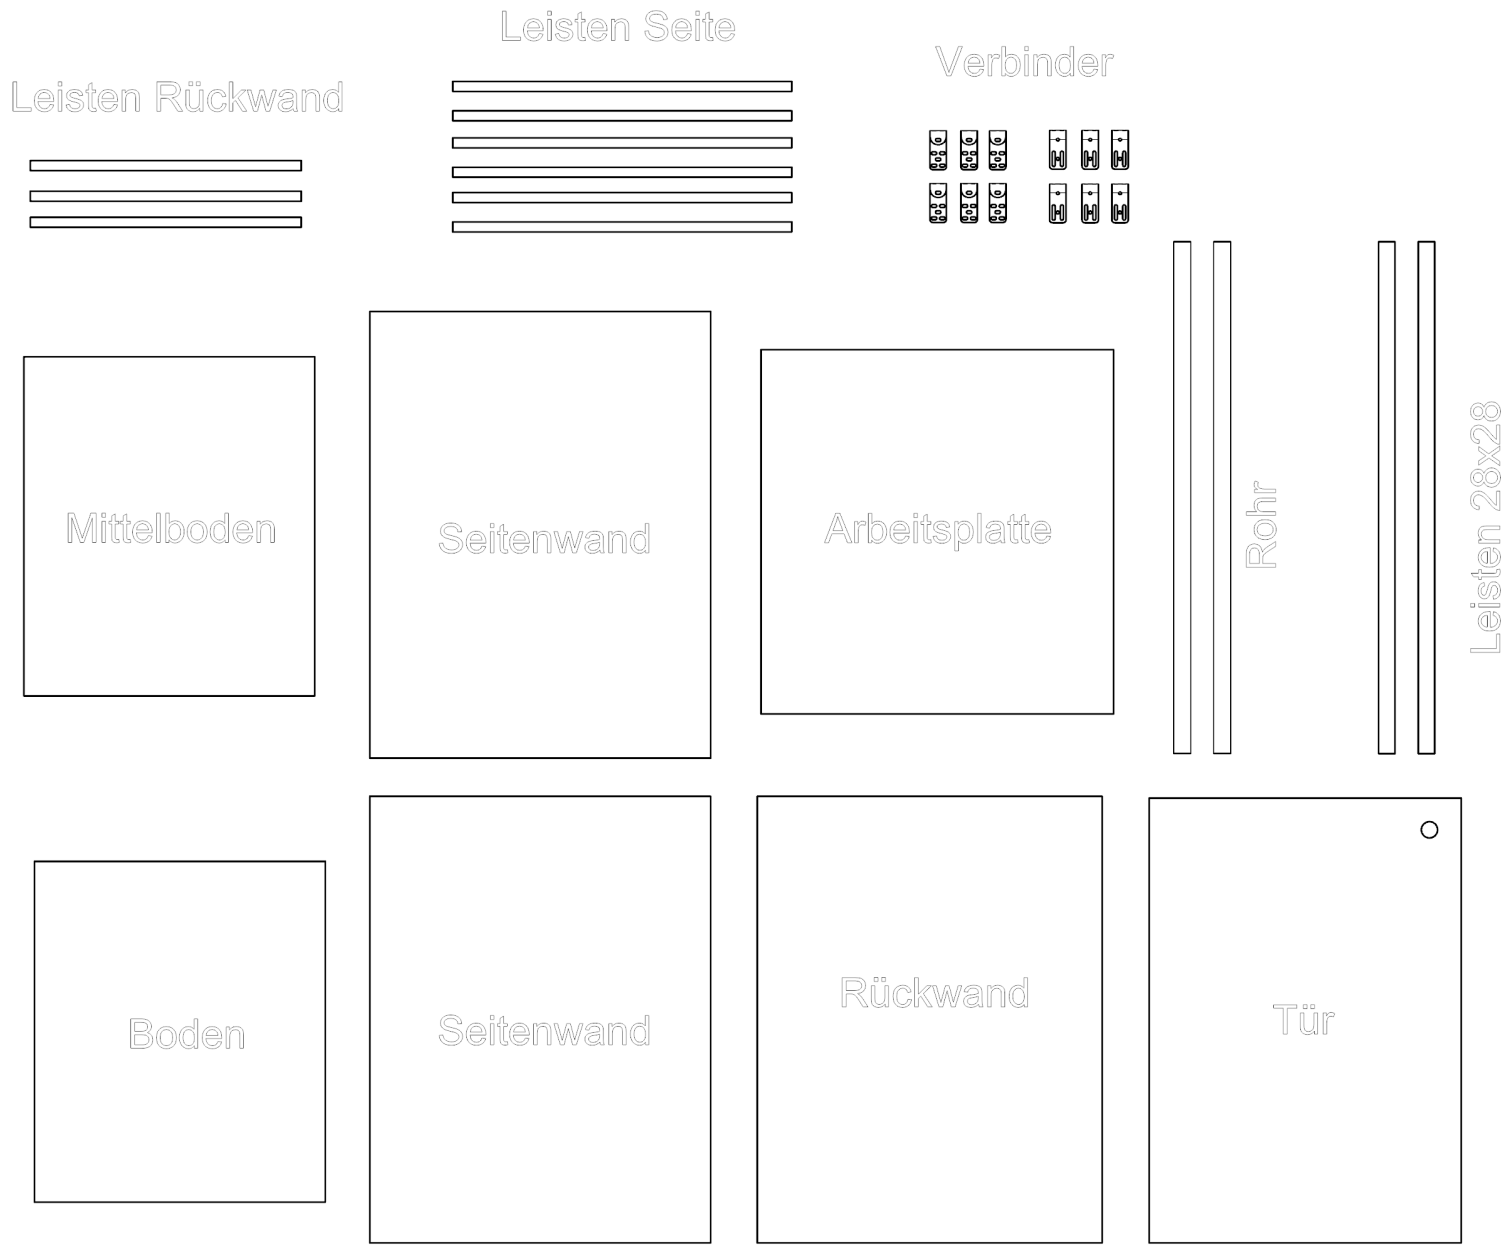 Leisten Seite
Verbinder
Leisten Rückwand
Mittelboden
Seitenwand
Arbeitsplatte
Rohr
Leisten 28x28
Boden
Seitenwand
Rückwand
Tür